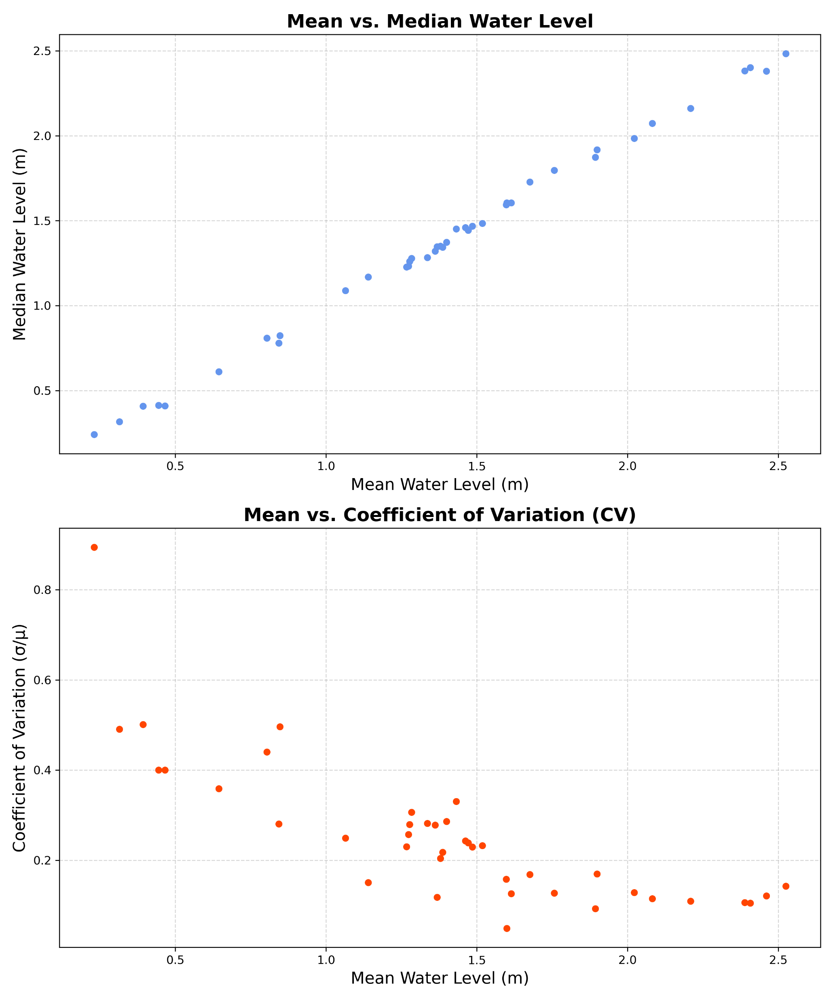 Mean vs. Median Water Level
2.5
2.0
1.5
1.0
0.5
Median Water Level (m)
0.5 1.0 1.5 2.0 2.5
Mean Water Level (m)
Mean vs. Coefficient of Variation (CV)
0.8
0.6
0.4
0.2
Coefficient of Variation (σ/μ)
0.5 1.0 1.5 2.0 2.5
Mean Water Level (m)